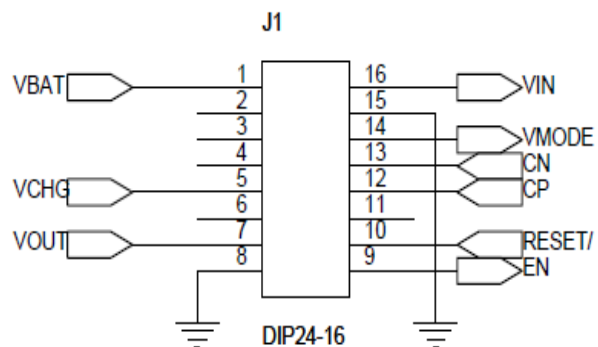 J1
VBAT 1 16 VIN
2 15
3 14 VMODE
4 13 CN
VCHG 5 12 CP
6 11
VOUT 7 10 RESET/
8 9 EN
DIP24-16